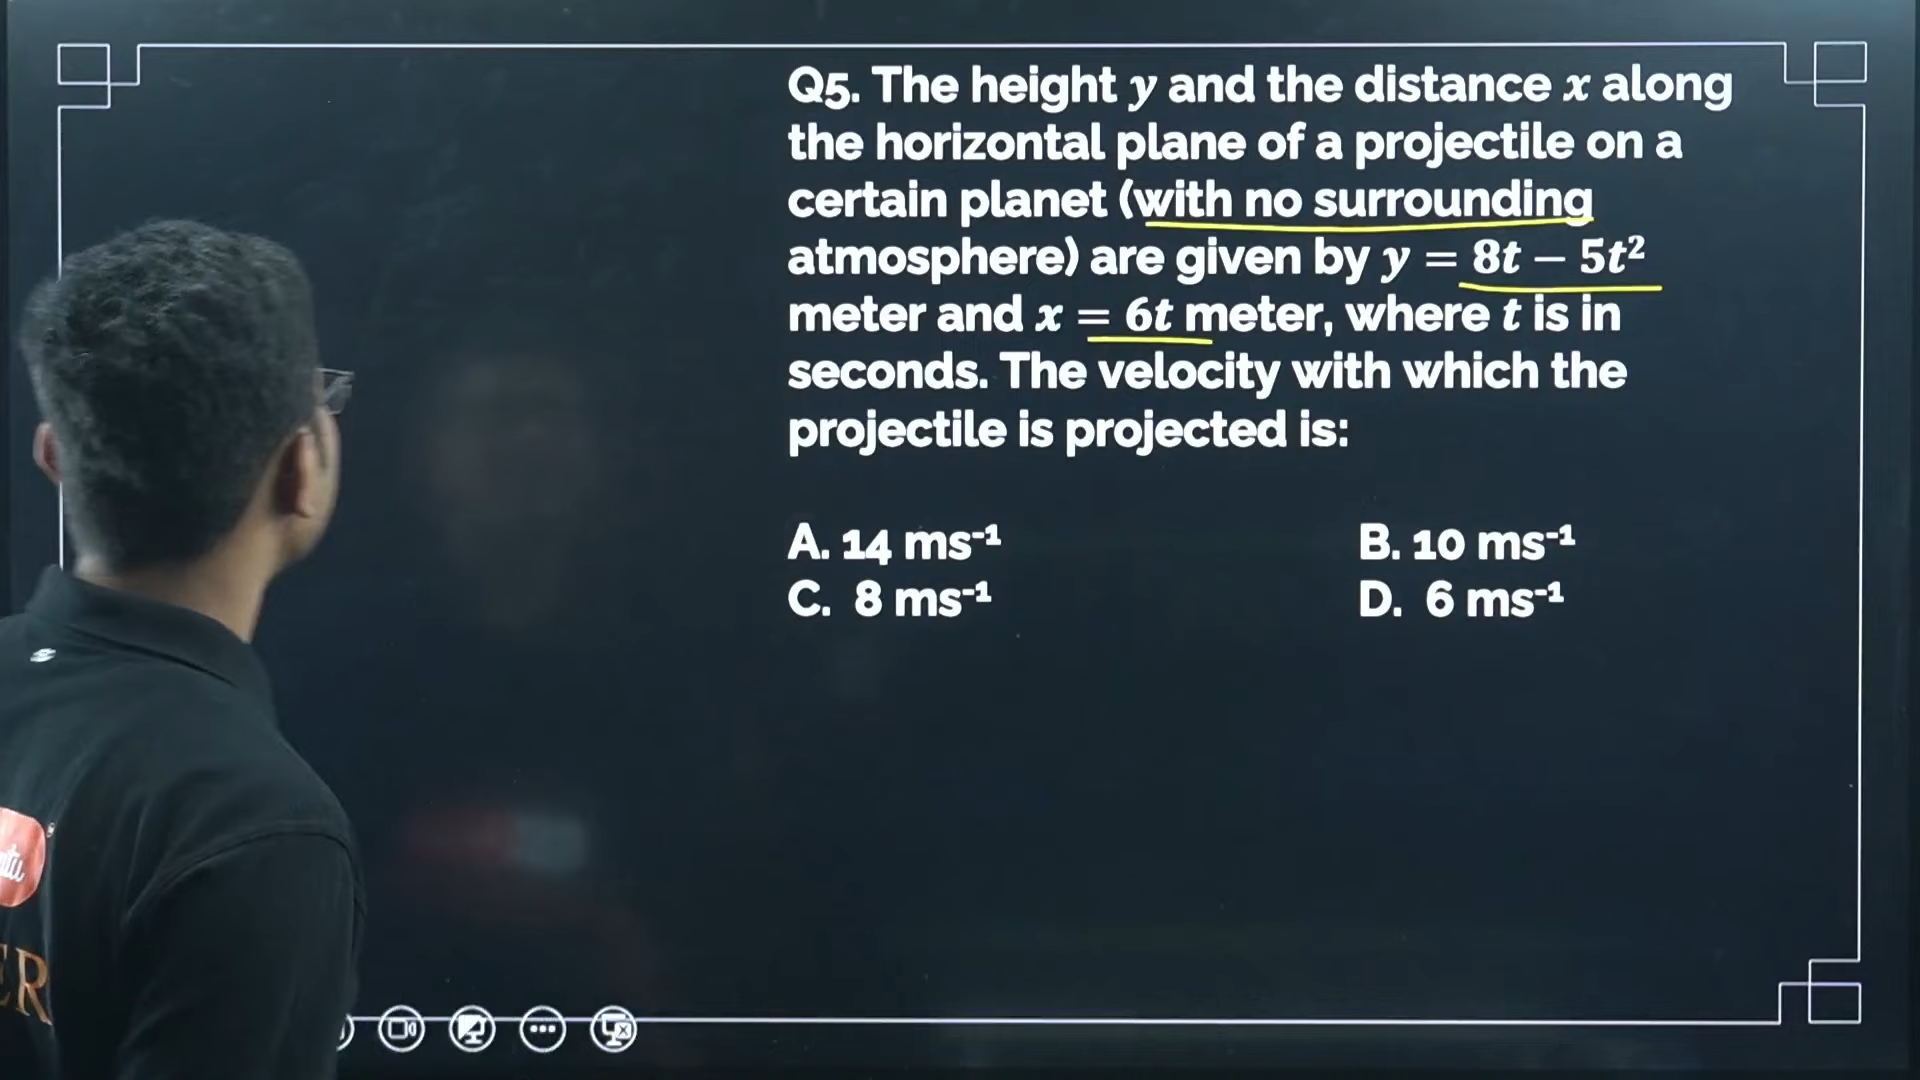 Q5. The height y and the distance x along
the horizontal plane of a projectile on a
certain planet (with no surrounding
atmosphere) are given by y = 8t – 5t²
meter and x = 6t meter, where t is in
seconds. The velocity with which the
projectile is projected is:
A. 14 ms⁻¹ B. 10 ms⁻¹
C. 8 ms⁻¹ D. 6 ms⁻¹